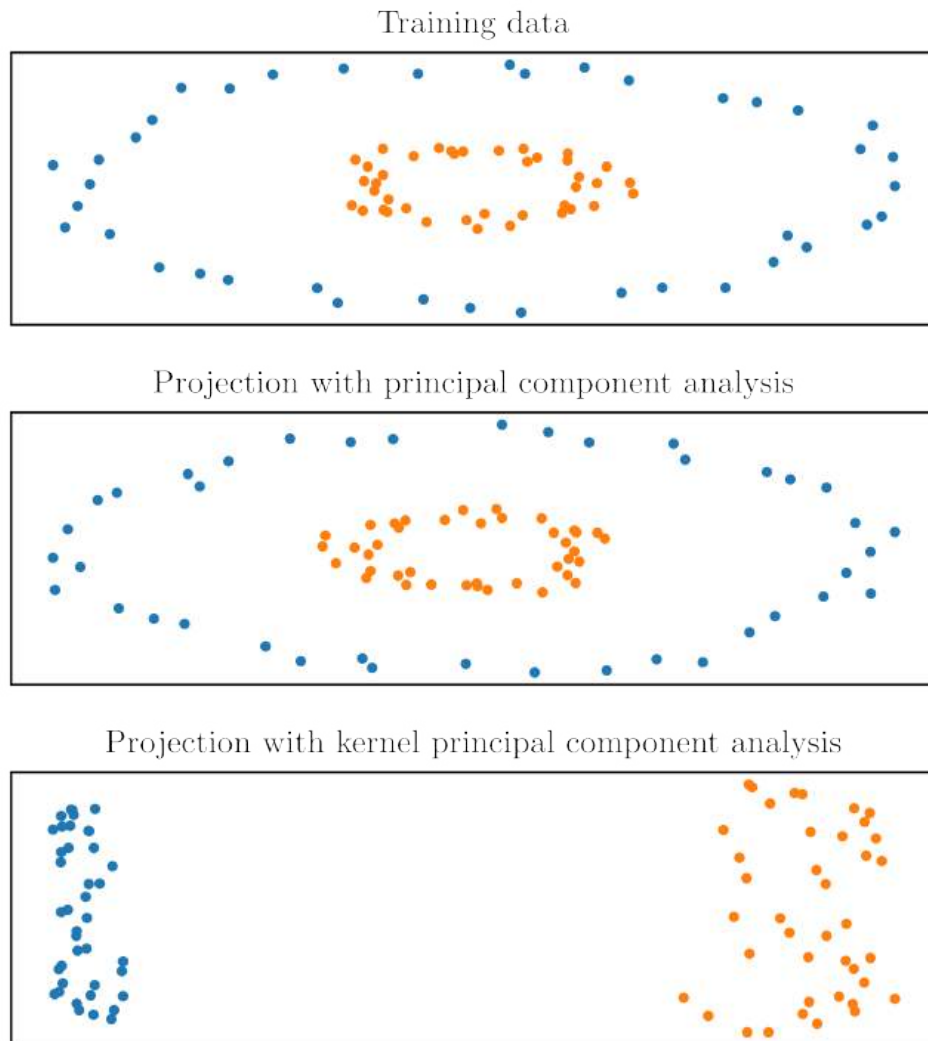 Training data
Projection with principal component analysis
Projection with kernel principal component analysis